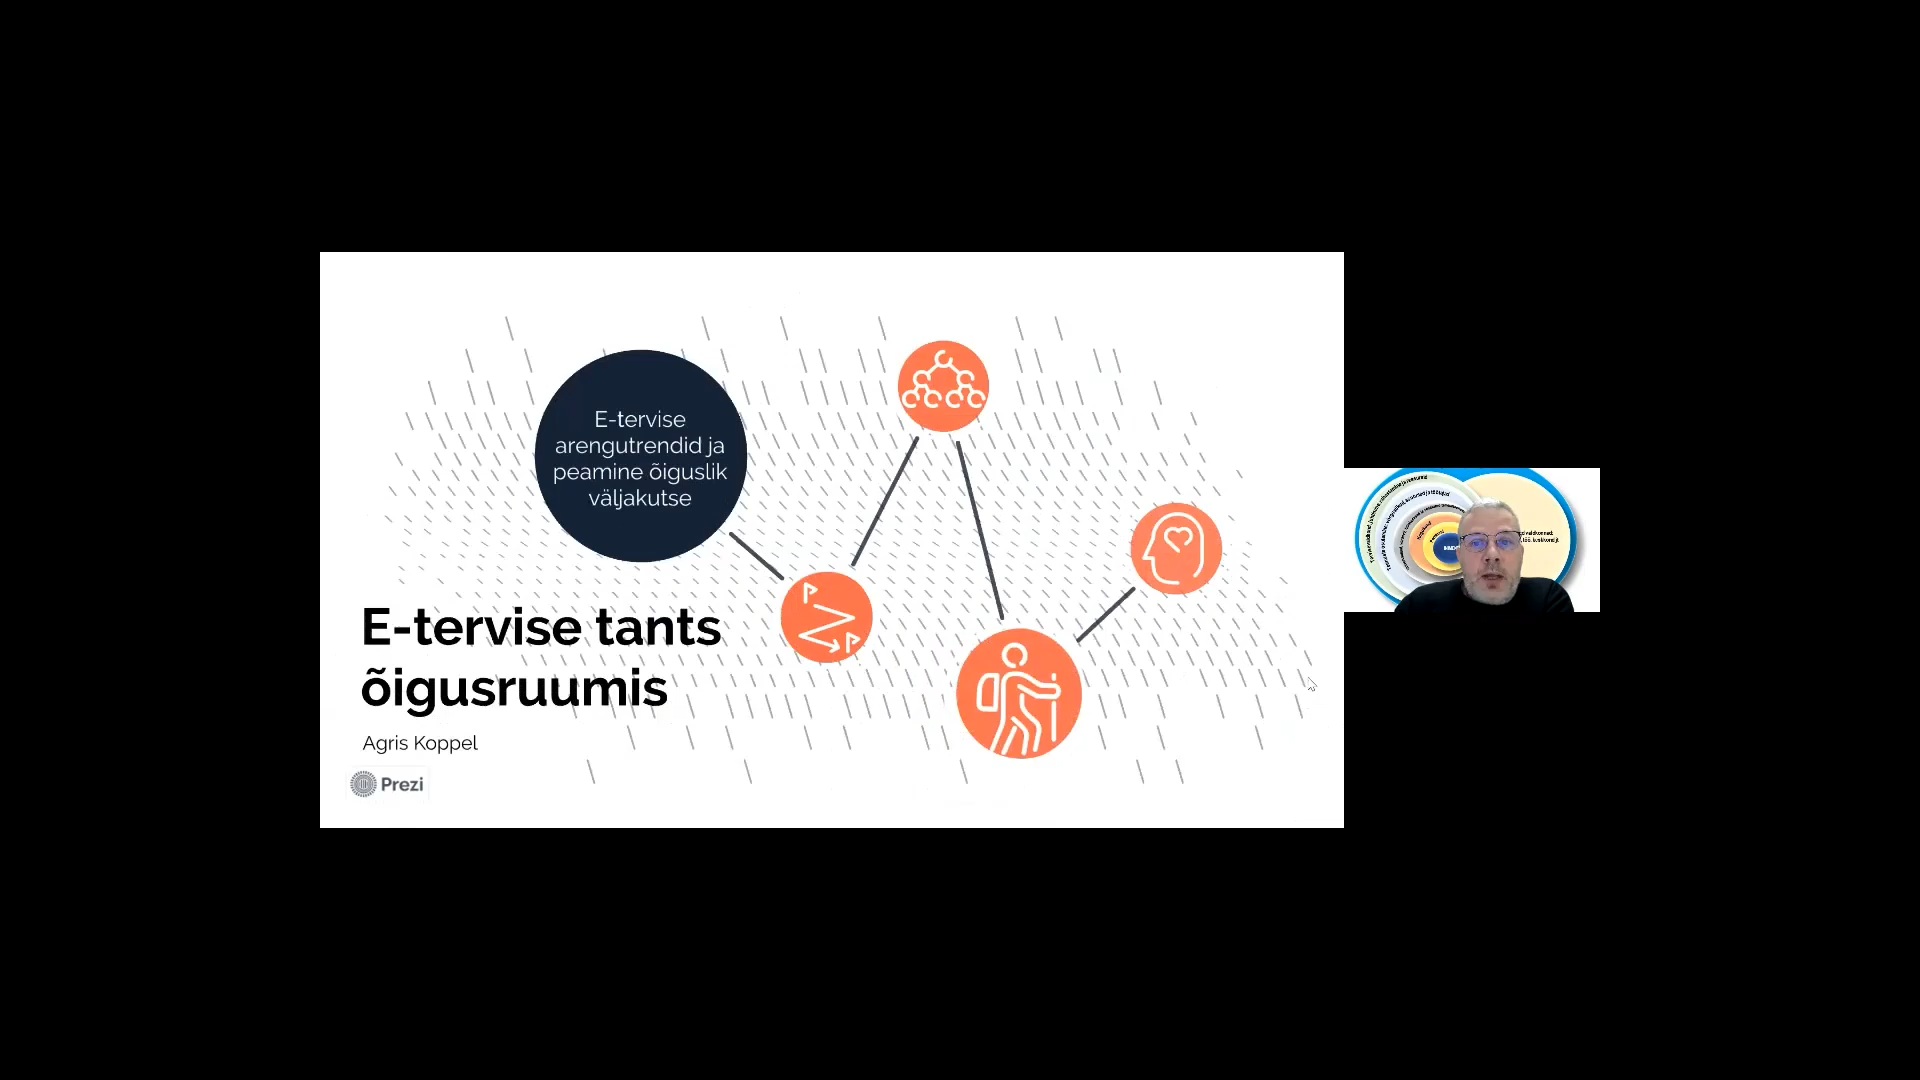 E-tervise
arengutrendid ja
peamine õiguslik
väljakutse
E-tervise tants
õigusruumis
Agris Koppel
Prezi